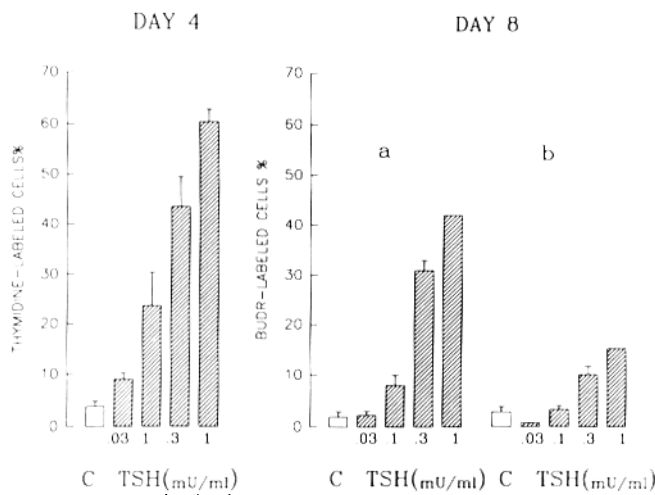 DAY 4
DAY 8
THYMIDINE-LABELED CELLS%
70
60
50
40
30
20
10
0
.03 1 .3 1
C TSH(mU/ml)
BUDR-LABELED CELLS %
70
60
50
40
30
20
10
0
a
b
.03 .1 .3 1
.03 .1 .3 1
C TSH(mU/ml) C TSH(mU/ml)